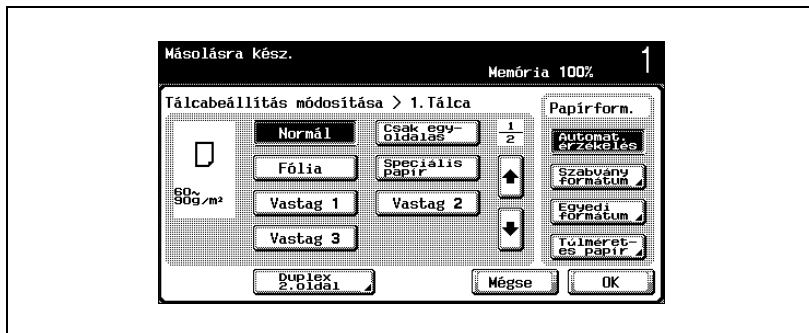 Másolásra kész.
Memória 100%
1
Tálcabeállítás módosítása > 1.Tálca
Papírform.
Normál
Csak egy-
oldalas
1
2
Automat.
érzékelés
Fólia
Speciális
papír
Szabvány
formátum
60~
90g/m²
Vastag 1
Vastag 2
Egyedi
formátum
Vastag 3
Túlméret-
es papír
Duplex
2.oldal
Mégse
OK